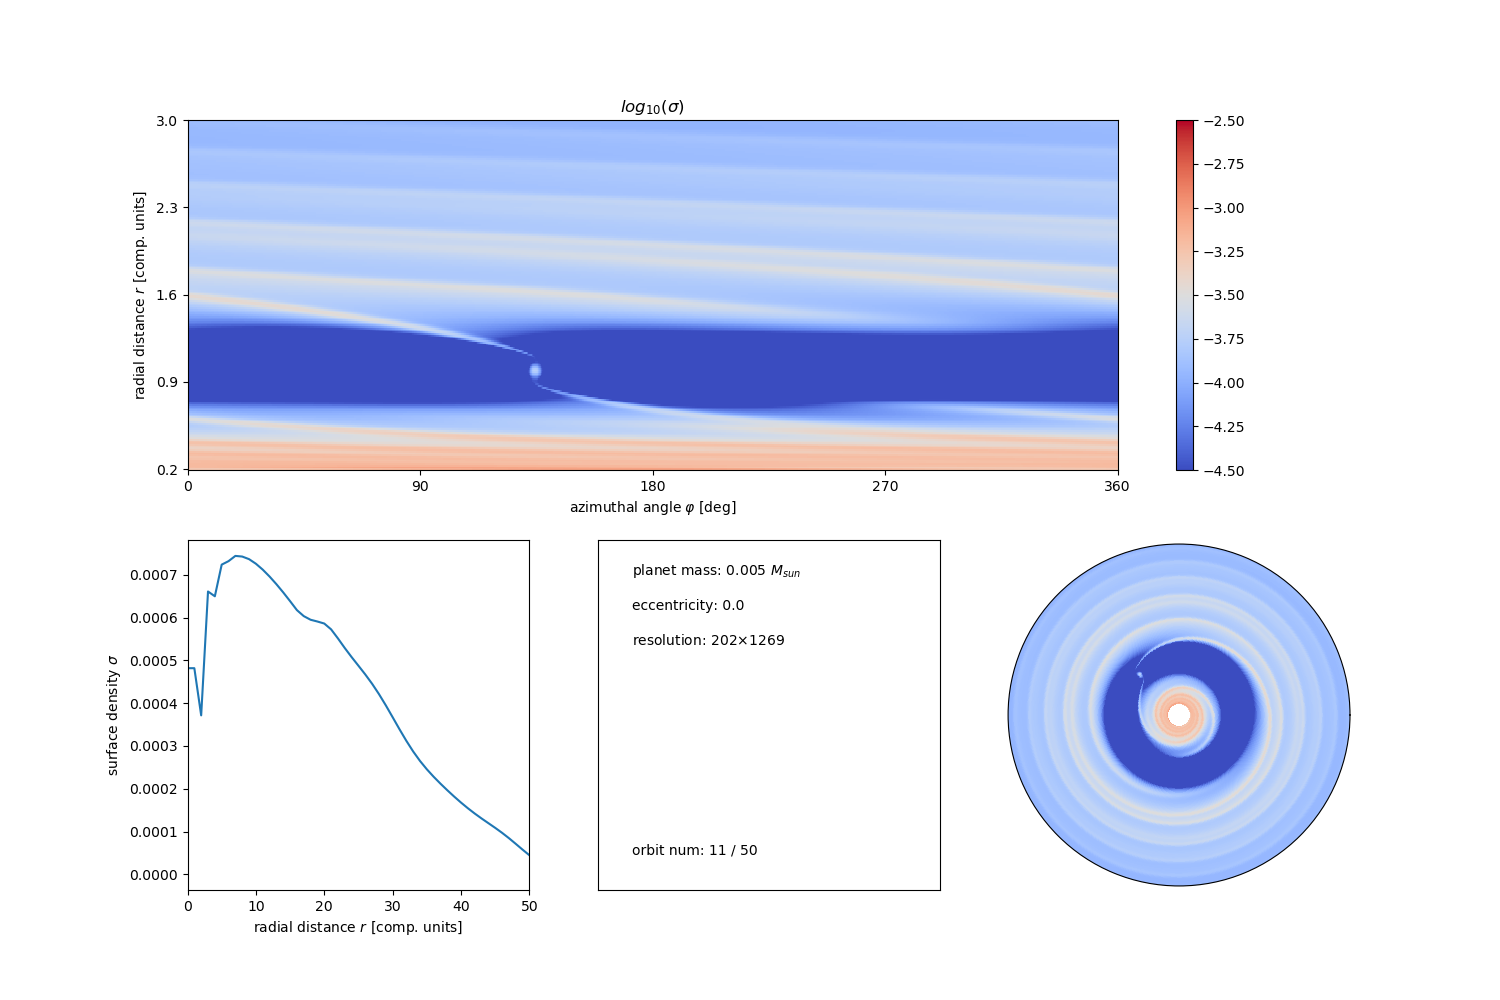 log₁₀(σ)
3.0
2.3
1.6
0.9
0.2
radial distance r [comp. units]
0 90 180 270 360
azimuthal angle φ [deg]
−2.50
−2.75
−3.00
−3.25
−3.50
−3.75
−4.00
−4.25
−4.50
0.0007
0.0006
0.0005
0.0004
0.0003
0.0002
0.0001
0.0000
surface density σ
0 10 20 30 40 50
radial distance r [comp. units]
planet mass: 0.005 M_sun
eccentricity: 0.0
resolution: 202×1269
orbit num: 11 / 50